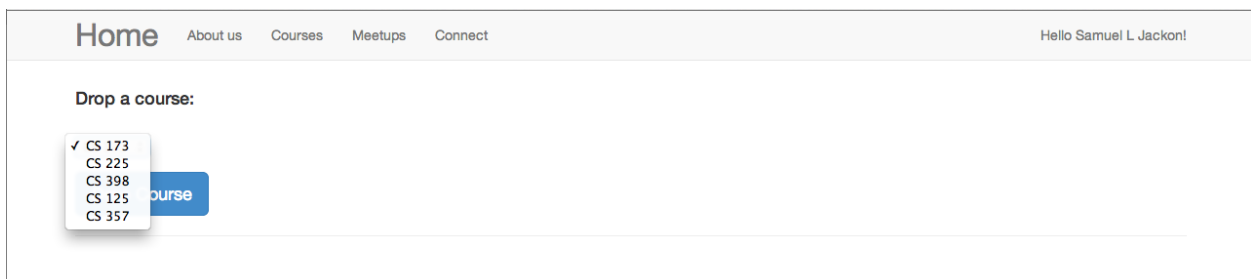 Home About us Courses Meetups Connect Hello Samuel L Jackon!
Drop a course:
✓ CS 173
CS 225
CS 398
CS 125
CS 357
ourse